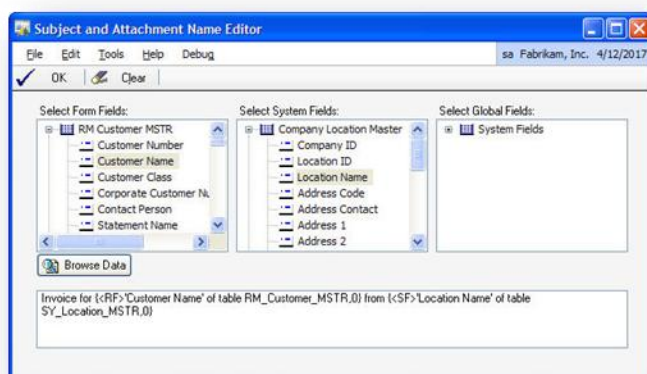 Subject and Attachment Name Editor
File Edit Tools Help Debug
sa Fabrikam, Inc. 4/12/2017
OK Clear
Select Form Fields: Select System Fields: Select Global Fields:
RM Customer MSTR Company Location Master System Fields
Customer Number Company ID
Customer Name Location ID
Customer Class Location Name
Corporate Customer Nu Address Code
Contact Person Address Contact
Statement Name Address 1
Address 2
Browse Data
Invoice for {<RF>'Customer Name' of table RM_Customer_MSTR,0} from {<SF>'Location Name' of table
SY_Location_MSTR,0}